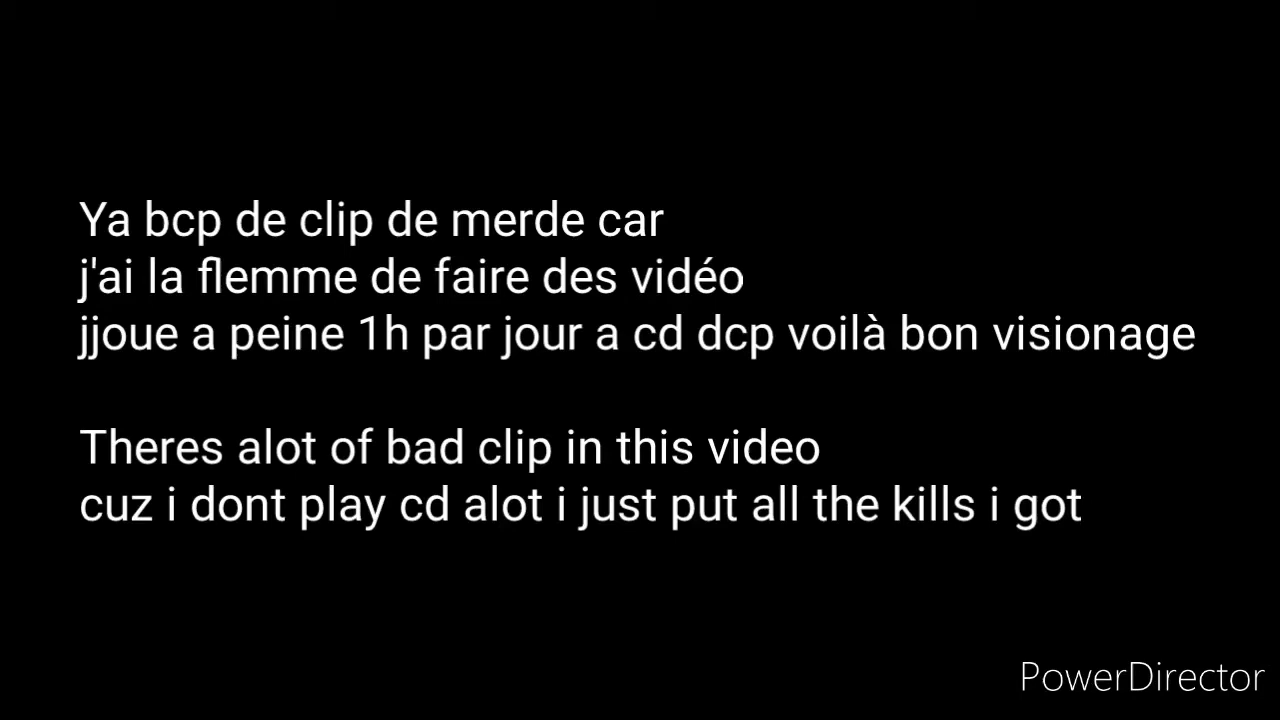 Ya bcp de clip de merde car
j'ai la flemme de faire des vidéo
jjoue a peine 1h par jour a cd dcp voilà bon visionage
Theres alot of bad clip in this video
cuz i dont play cd alot i just put all the kills i got
PowerDirector